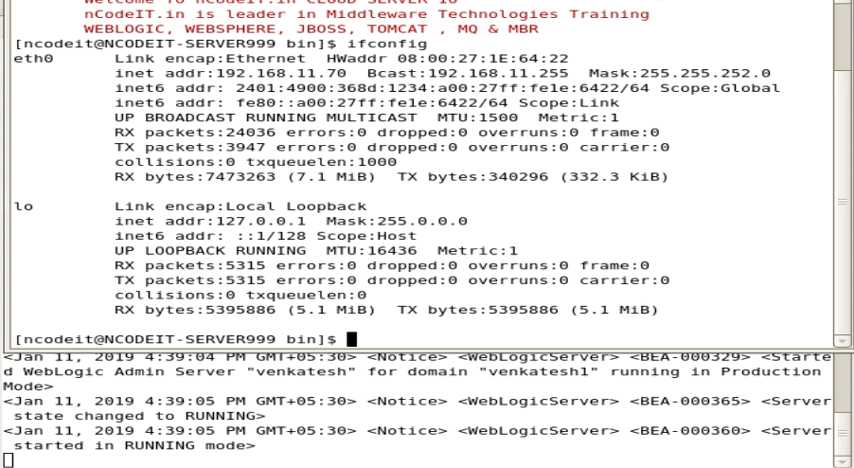 Welcome to nCodeIT.in CLOUD SERVER 10
nCodeIT.in is leader in Middleware Technologies Training
WEBLOGIC, WEBSPHERE, JBOSS, TOMCAT , MQ & MBR
[ncodeit@NCODEIT-SERVER999 bin]$ ifconfig
eth0 Link encap:Ethernet HWaddr 08:00:27:1E:64:22
inet addr:192.168.11.70 Bcast:192.168.11.255 Mask:255.255.252.0
inet6 addr: 2401:4900:368d:1234:a00:27ff:fe1e:6422/64 Scope:Global
inet6 addr: fe80::a00:27ff:fe1e:6422/64 Scope:Link
UP BROADCAST RUNNING MULTICAST MTU:1500 Metric:1
RX packets:24036 errors:0 dropped:0 overruns:0 frame:0
TX packets:3947 errors:0 dropped:0 overruns:0 carrier:0
collisions:0 txqueuelen:1000
RX bytes:7473263 (7.1 MiB) TX bytes:340296 (332.3 KiB)
lo Link encap:Local Loopback
inet addr:127.0.0.1 Mask:255.0.0.0
inet6 addr: ::1/128 Scope:Host
UP LOOPBACK RUNNING MTU:16436 Metric:1
RX packets:5315 errors:0 dropped:0 overruns:0 frame:0
TX packets:5315 errors:0 dropped:0 overruns:0 carrier:0
collisions:0 txqueuelen:0
RX bytes:5395886 (5.1 MiB) TX bytes:5395886 (5.1 MiB)
[ncodeit@NCODEIT-SERVER999 bin]$
<Jan 11, 2019 4:39:04 PM GMT+05:30> <Notice> <WebLogicServer> <BEA-000329> <Starte
d WebLogic Admin Server "venkatesh" for domain "venkatesh1" running in Production
Mode>
<Jan 11, 2019 4:39:05 PM GMT+05:30> <Notice> <WebLogicServer> <BEA-000365> <Server
state changed to RUNNING>
<Jan 11, 2019 4:39:05 PM GMT+05:30> <Notice> <WebLogicServer> <BEA-000360> <Server
started in RUNNING mode>